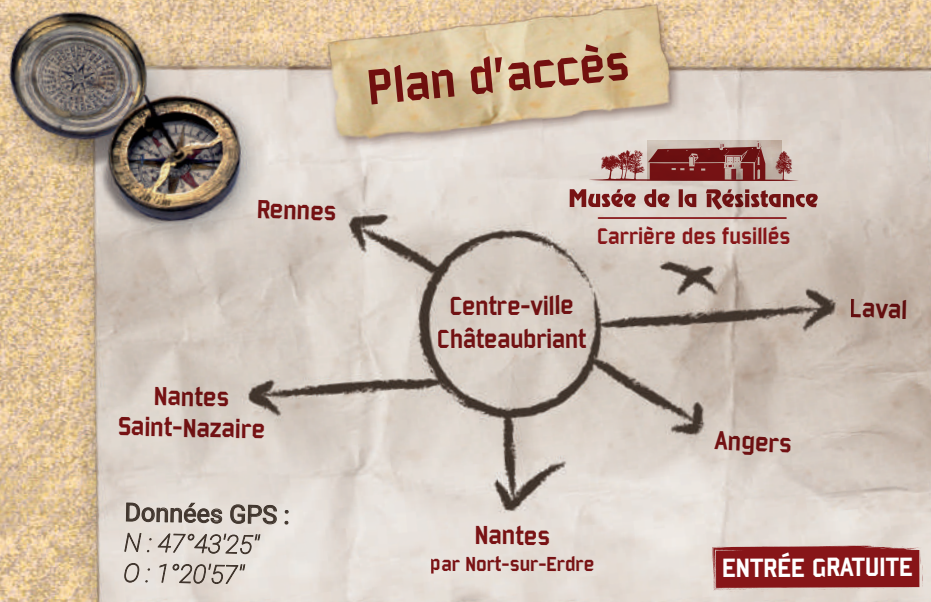 Plan d'accès
Musée de la Résistance
Carrière des fusillés
Rennes
Centre-ville
Châteaubriant
Laval
Nantes
Saint-Nazaire
Angers
Nantes
par Nort-sur-Erdre
Données GPS :
N : 47°43'25"
O : 1°20'57"
ENTRÉE GRATUITE